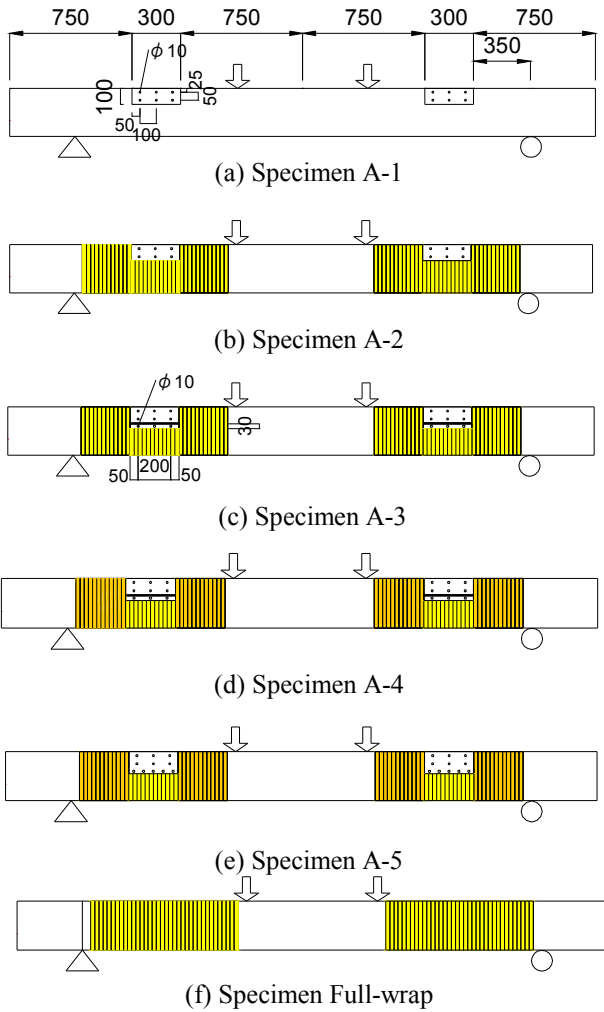 750 300 750 750 300 750
φ10
25
50
350
100
50
100
(a) Specimen A-1
(b) Specimen A-2
φ10
30
50 200 50
(c) Specimen A-3
(d) Specimen A-4
(e) Specimen A-5
(f) Specimen Full-wrap